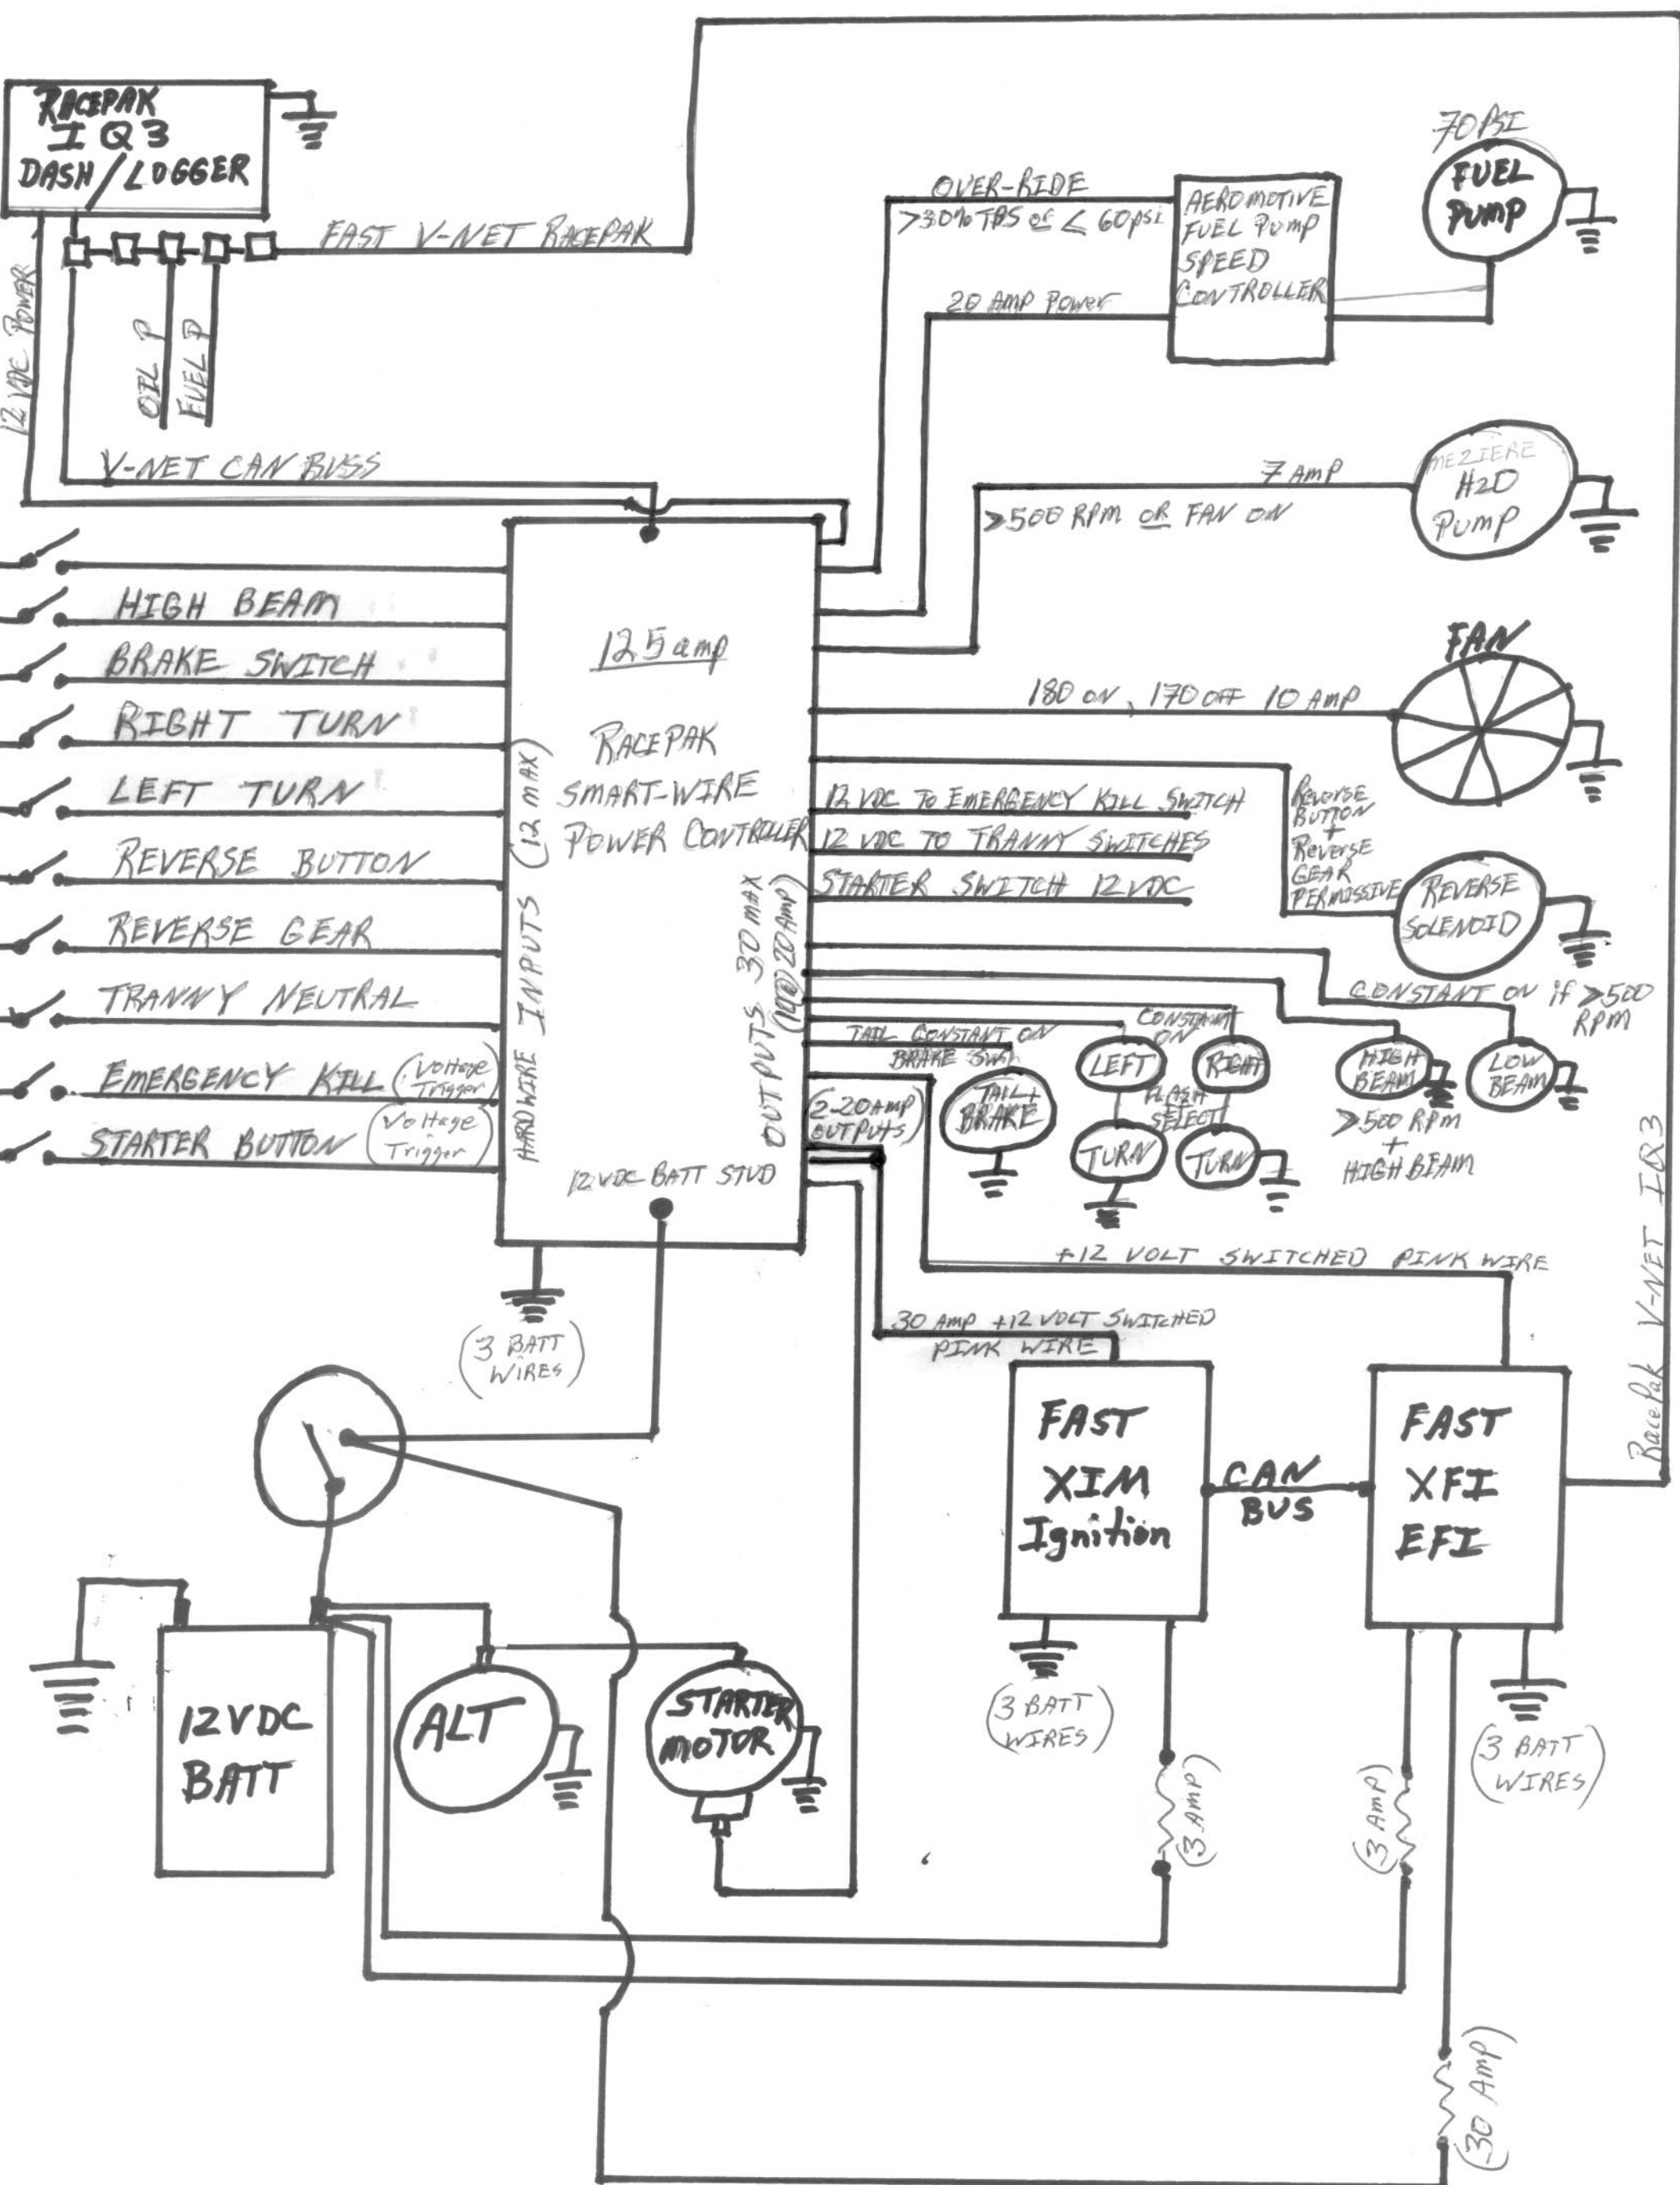 RACEPAK
IQ3
DASH/LOGGER
12 VDC POWER
FAST V-NET RACEPAK
OIL P
FUEL P
V-NET CAN BUSS
OVER-RIDE
>30% TPS or < 60psi
20 AMP Power
AEROMOTIVE
FUEL PUMP
SPEED
CONTROLLER
70 PSI
FUEL
PUMP
7 AMP
>500 RPM OR FAN ON
MEZIERE
H2O
PUMP
HIGH BEAM
BRAKE SWITCH
RIGHT TURN
LEFT TURN
REVERSE BUTTON
REVERSE GEAR
TRANNY NEUTRAL
EMERGENCY KILL (Voltage
Trigger)
STARTER BUTTON (Voltage
Trigger)
HARDWIRE INPUTS (12 MAX)
125 amp
RACEPAK
SMART-WIRE
POWER CONTROLLER
OUTPUTS 30 MAX
(10@20AMP)
12 VDC BATT STUD
FAN
180 ON, 170 OFF 10 AMP
12 VDC TO EMERGENCY KILL SWITCH
12 VDC TO TRANNY SWITCHES
STARTER SWITCH 12VDC
Reverse
BUTTON
+
Reverse
GEAR
PERMISSIVE
REVERSE
SOLENOID
CONSTANT ON if >500
RPM
TAIL CONSTANT ON
BRAKE SW
CONSTANT
ON
TAIL+
BRAKE
LEFT
RIGHT
FLASH
SELECT
TURN
TURN
HIGH
BEAM
LOW
BEAM
>500 RPM
+
HIGH BEAM
(2-20 AMP
OUTPUTS)
+12 VOLT SWITCHED PINK WIRE
30 AMP +12 VOLT SWITCHED
PINK WIRE
RacePak V-NET IQ3
(3 BATT
WIRES)
FAST
XIM
Ignition
CAN
BUS
FAST
XFI
EFI
12VDC
BATT
ALT
STARTER
MOTOR
(3 BATT
WIRES)
(3 AMP)
(3 AMP)
(3 BATT
WIRES)
(30 AMP)